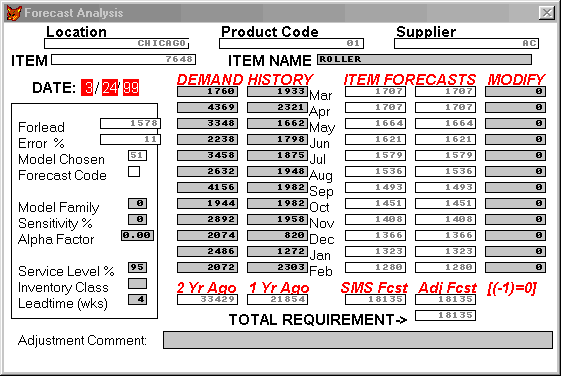 Forecast Analysis
Location Product Code Supplier
CHICAGO 01 AC
ITEM 7648 ITEM NAME ROLLER
DATE: 3/24/99 DEMAND HISTORY ITEM FORECASTS MODIFY
1760 1933 Mar 1707 1707 0
4369 2321 Apr 1707 1707 0
Forlead 1578 3348 1662 May 1664 1664 0
Error % 11 2238 1798 Jun 1621 1621 0
Model Chosen 51 3458 1875 Jul 1579 1579 0
Forecast Code 2632 1948 Aug 1536 1536 0
4156 1982 Sep 1493 1493 0
Model Family 0 1944 1982 Oct 1451 1451 0
Sensitivity % 0 2892 1958 Nov 1408 1408 0
Alpha Factor 0.00 2074 820 Dec 1366 1366 0
2486 1272 Jan 1323 1323 0
Service Level % 95 2072 2303 Feb 1280 1280 0
Inventory Class 2 Yr Ago 1 Yr Ago SMS Fcst Adj Fcst [(-1)=0]
Leadtime (wks) 4 33429 21854 18135 18135
TOTAL REQUIREMENT-> 18135
Adjustment Comment: